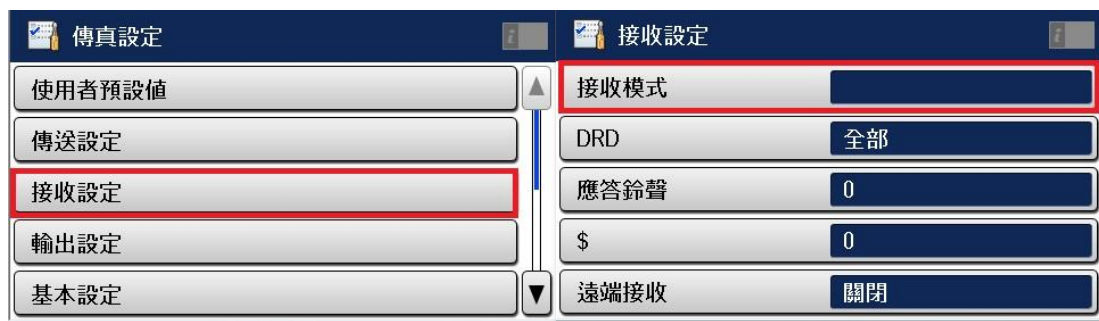 傳真設定
使用者預設值
傳送設定
接收設定
輸出設定
基本設定
接收設定
接收模式
DRD 全部
應答鈴聲 0
$ 0
遠端接收 關閉